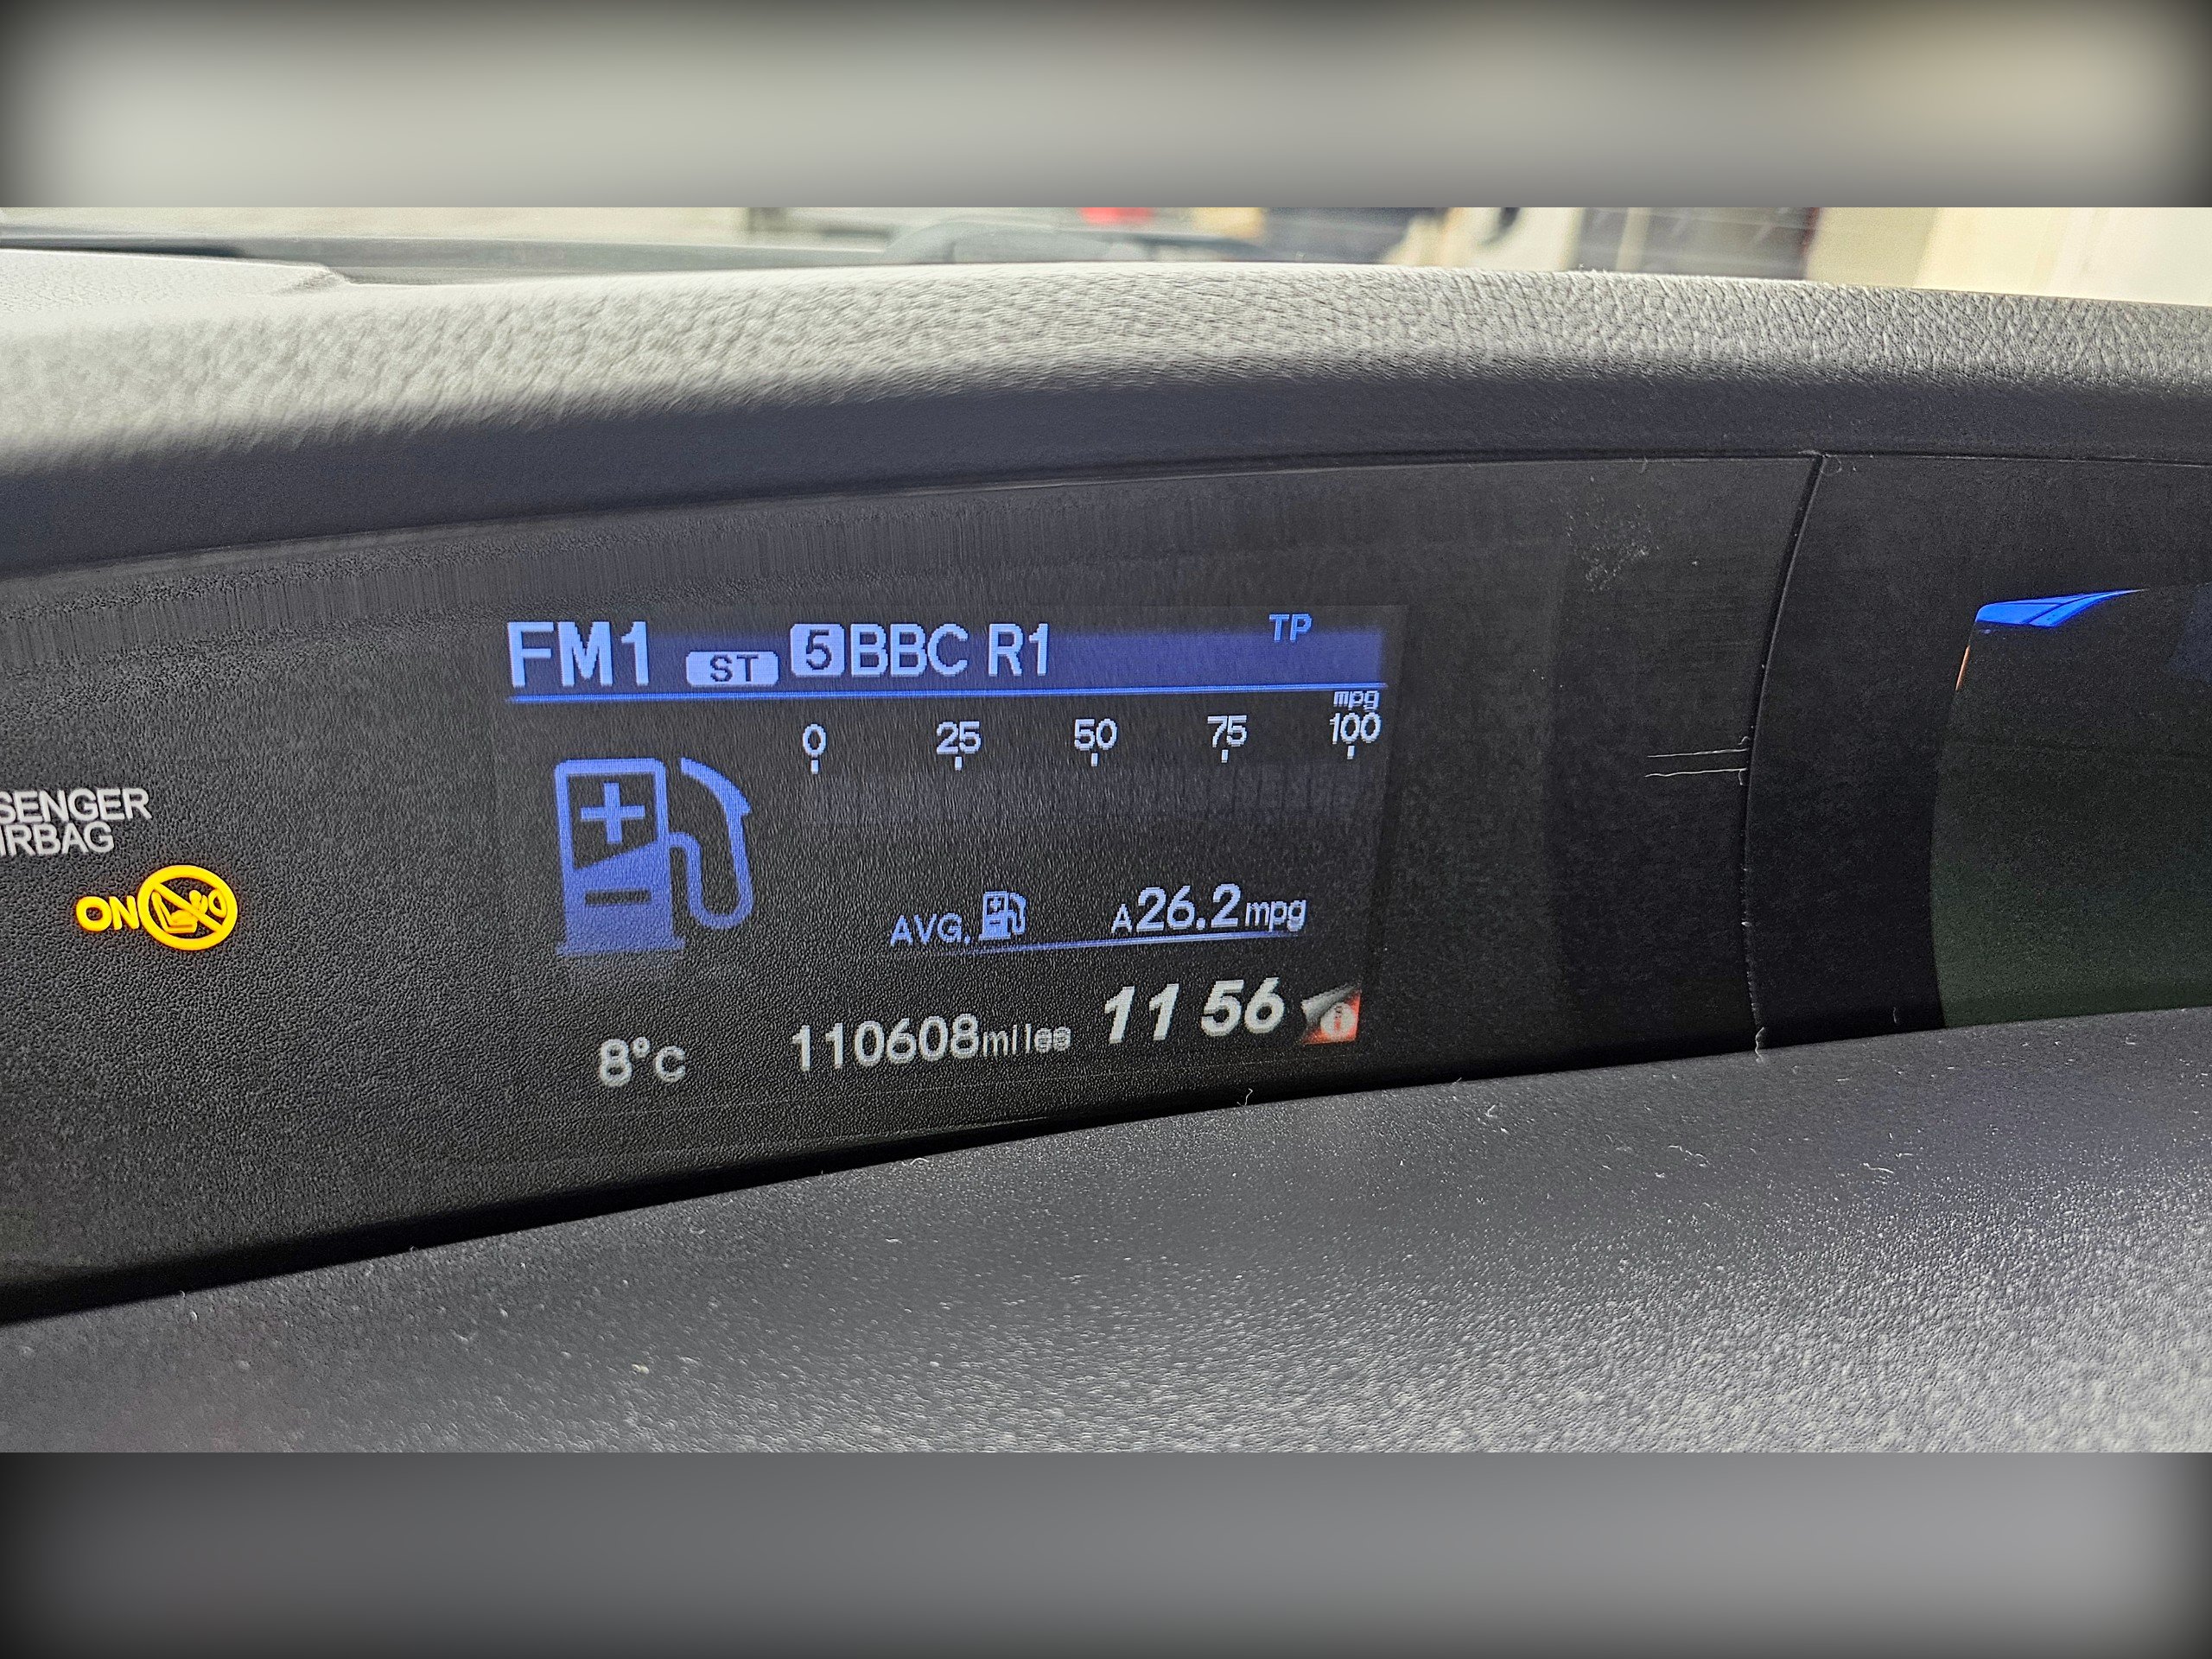 FM1 ST 5 BBC R1 TP
mpg
0 25 50 75 100
SENGER
IRBAG
ON
AVG. A26.2mpg
8°C 110608miles 11 56 i